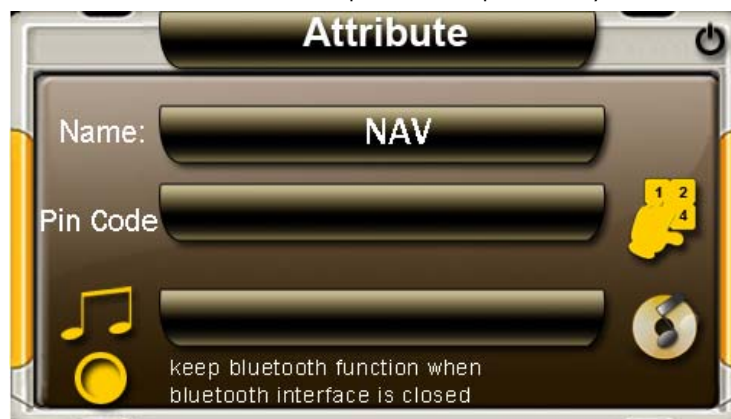 Attribute
Name: NAV
Pin Code
1 2
4
keep bluetooth function when
bluetooth interface is closed